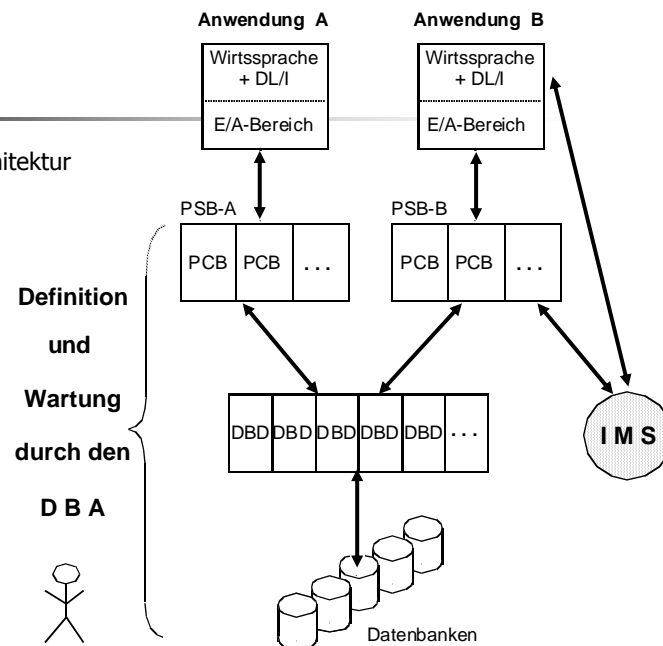 Anwendung A
Anwendung B
Wirtssprache
+ DL/I
E/A-Bereich
Wirtssprache
+ DL/I
E/A-Bereich
hitektur
PSB-A
PCB PCB ...
PSB-B
PCB PCB ...
Definition
und
Wartung
durch den
D B A
DBD DBD DBD DBD DBD ...
I M S
Datenbanken